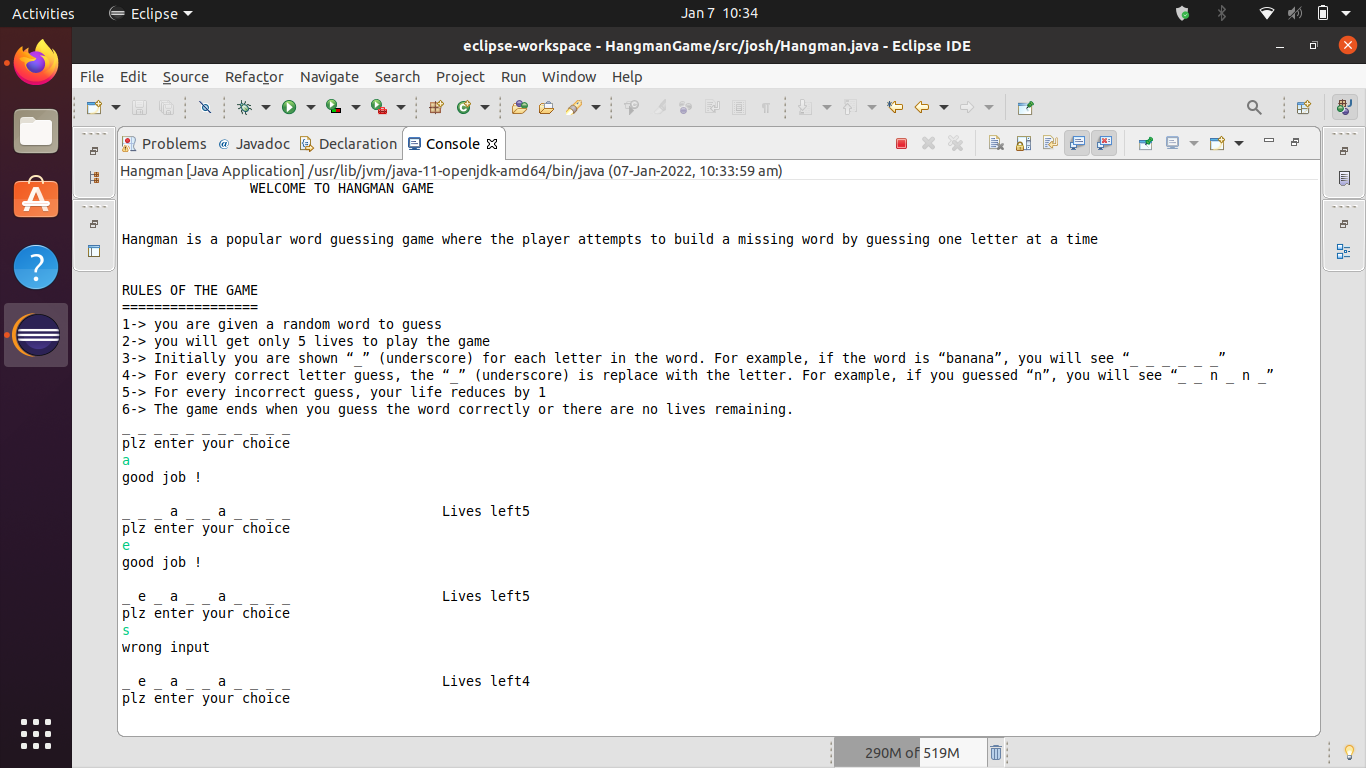 Activities Eclipse Jan 7 10:34
eclipse-workspace - HangmanGame/src/josh/Hangman.java - Eclipse IDE
File Edit Source Refactor Navigate Search Project Run Window Help
Problems @ Javadoc Declaration Console
Hangman [Java Application] /usr/lib/jvm/java-11-openjdk-amd64/bin/java (07-Jan-2022, 10:33:59 am)
WELCOME TO HANGMAN GAME
Hangman is a popular word guessing game where the player attempts to build a missing word by guessing one letter at a time
RULES OF THE GAME
=================
1-> you are given a random word to guess
2-> you will get only 5 lives to play the game
3-> Initially you are shown “_” (underscore) for each letter in the word. For example, if the word is “banana”, you will see “_ _ _ _ _ _”
4-> For every correct letter guess, the “_” (underscore) is replace with the letter. For example, if you guessed “n”, you will see “_ _ n _ n _”
5-> For every incorrect guess, your life reduces by 1
6-> The game ends when you guess the word correctly or there are no lives remaining.
_ _ _ _ _ _ _ _ _ _ _
plz enter your choice
a
good job !
_ _ _ a _ _ a _ _ _ _ Lives left5
plz enter your choice
e
good job !
_ e _ a _ _ a _ _ _ _ Lives left5
plz enter your choice
s
wrong input
_ e _ a _ _ a _ _ _ _ Lives left4
plz enter your choice
290M of 519M